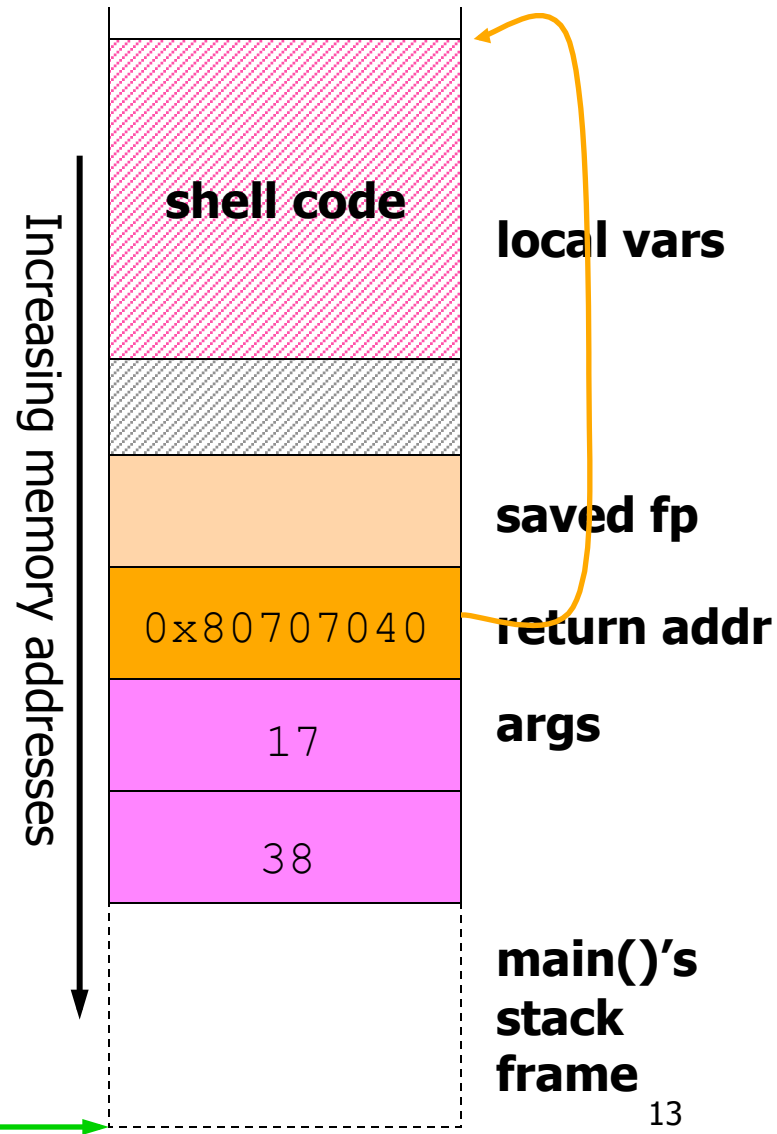 shell code
local vars
Increasing memory addresses
saved fp
0x80707040
return addr
17
args
38
main()’s
stack
frame
13